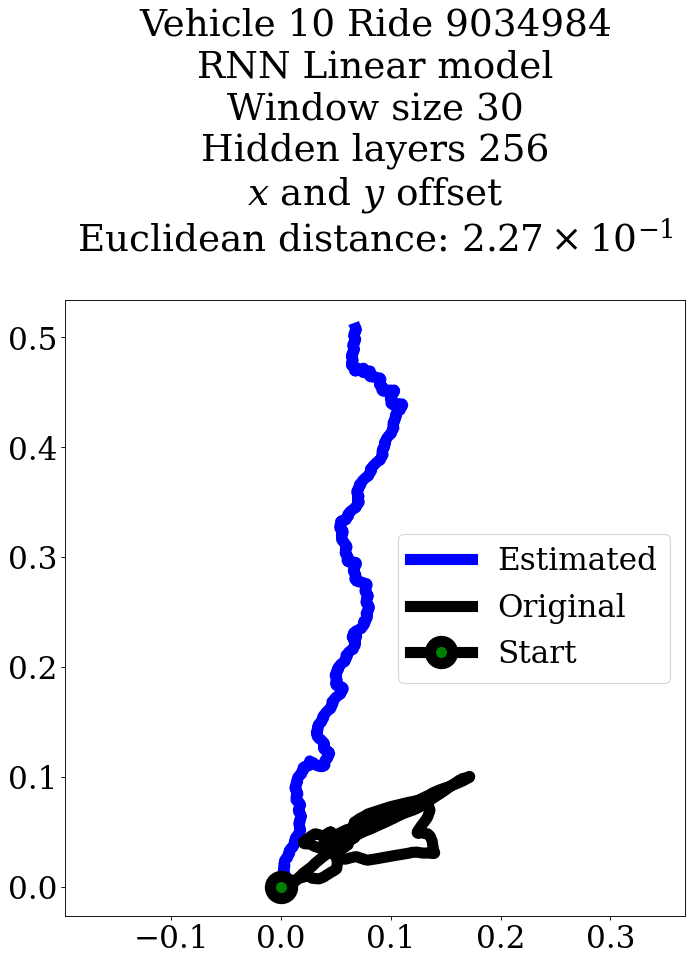 Vehicle 10 Ride 9034984
RNN Linear model
Window size 30
Hidden layers 256
x and y offset
Euclidean distance: 2.27 × 10⁻¹
0.5
0.4
0.3
0.2
0.1
0.0
Estimated
Original
Start
−0.1 0.0 0.1 0.2 0.3